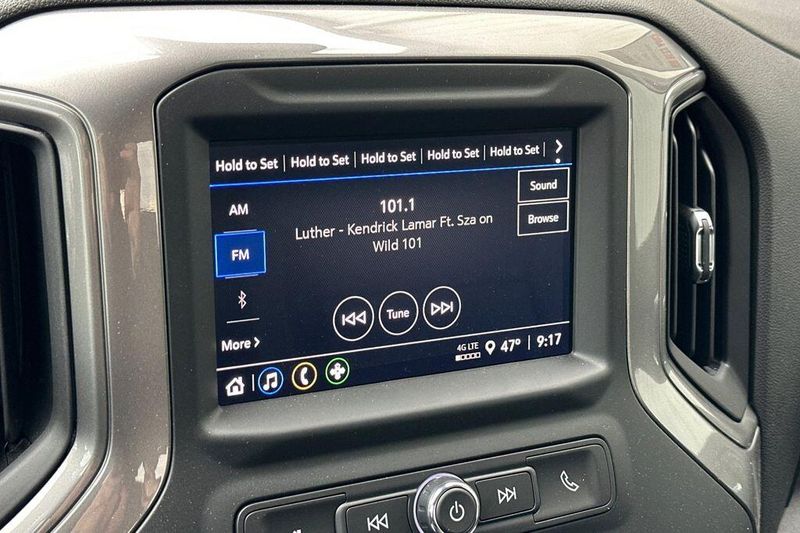 Hold to Set Hold to Set Hold to Set Hold to Set Hold to Set
Sound
AM
101.1
Luther - Kendrick Lamar Ft. Sza on
Wild 101
Browse
FM
Tune
More
4G LTE
47° 9:17